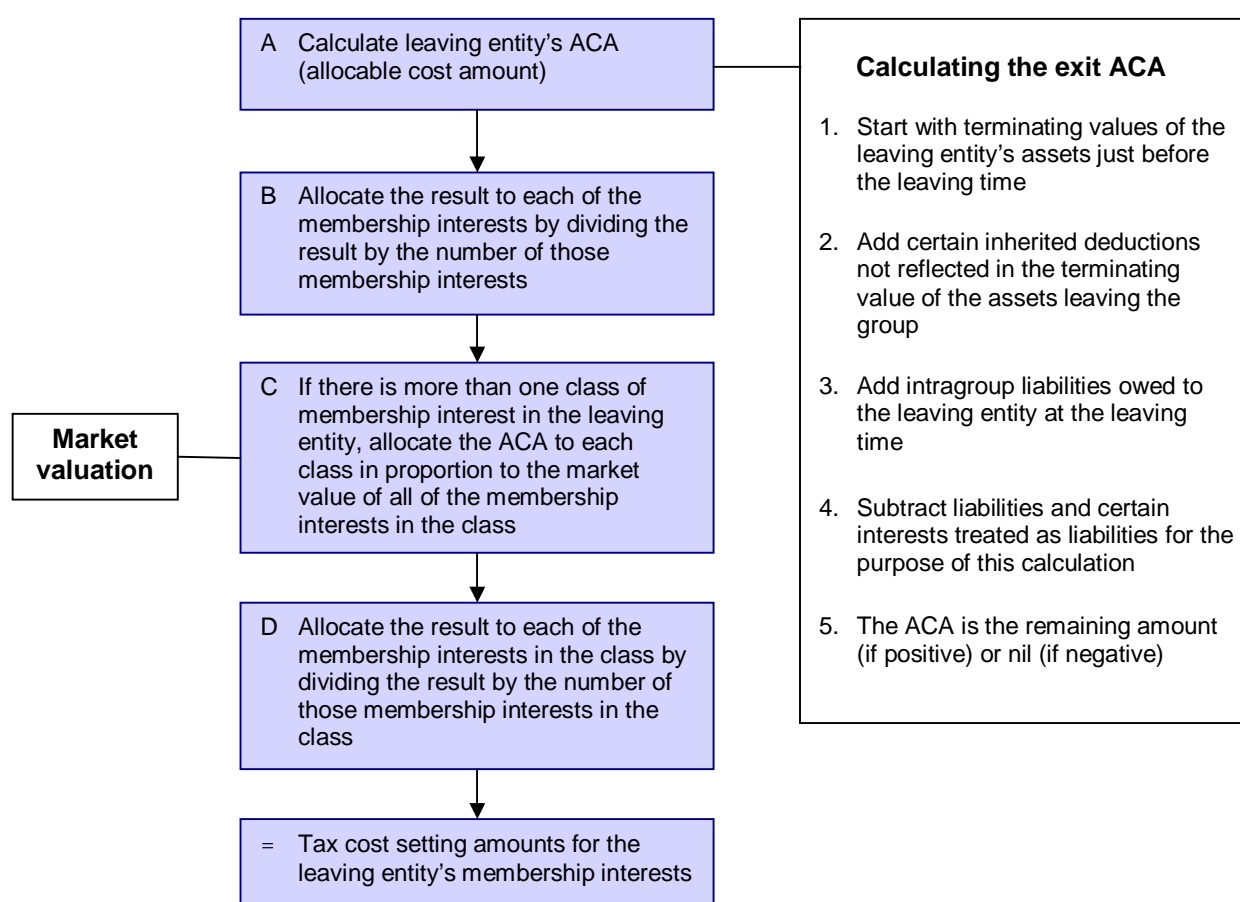 A Calculate leaving entity’s ACA
(allocable cost amount)
B Allocate the result to each of the
membership interests by dividing the
result by the number of those
membership interests
C If there is more than one class of
membership interest in the leaving
entity, allocate the ACA to each
class in proportion to the market
value of all of the membership
interests in the class
Market
valuation
D Allocate the result to each of the
membership interests in the class by
dividing the result by the number of
those membership interests in the
class
= Tax cost setting amounts for the
leaving entity’s membership interests
Calculating the exit ACA
1. Start with terminating values of the
leaving entity’s assets just before
the leaving time
2. Add certain inherited deductions
not reflected in the terminating
value of the assets leaving the
group
3. Add intragroup liabilities owed to
the leaving entity at the leaving
time
4. Subtract liabilities and certain
interests treated as liabilities for the
purpose of this calculation
5. The ACA is the remaining amount
(if positive) or nil (if negative)